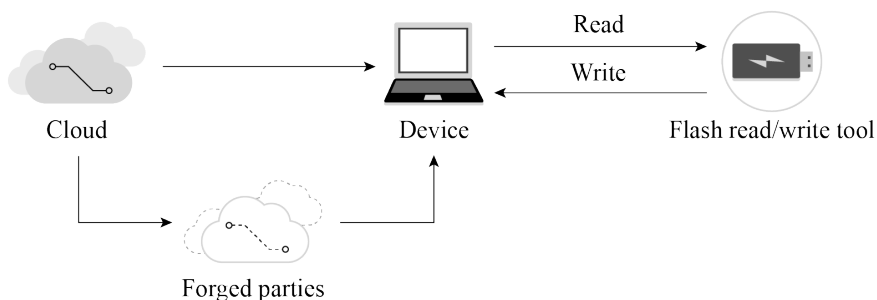 Read
Write
Cloud
Device
Flash read/write tool
Forged parties